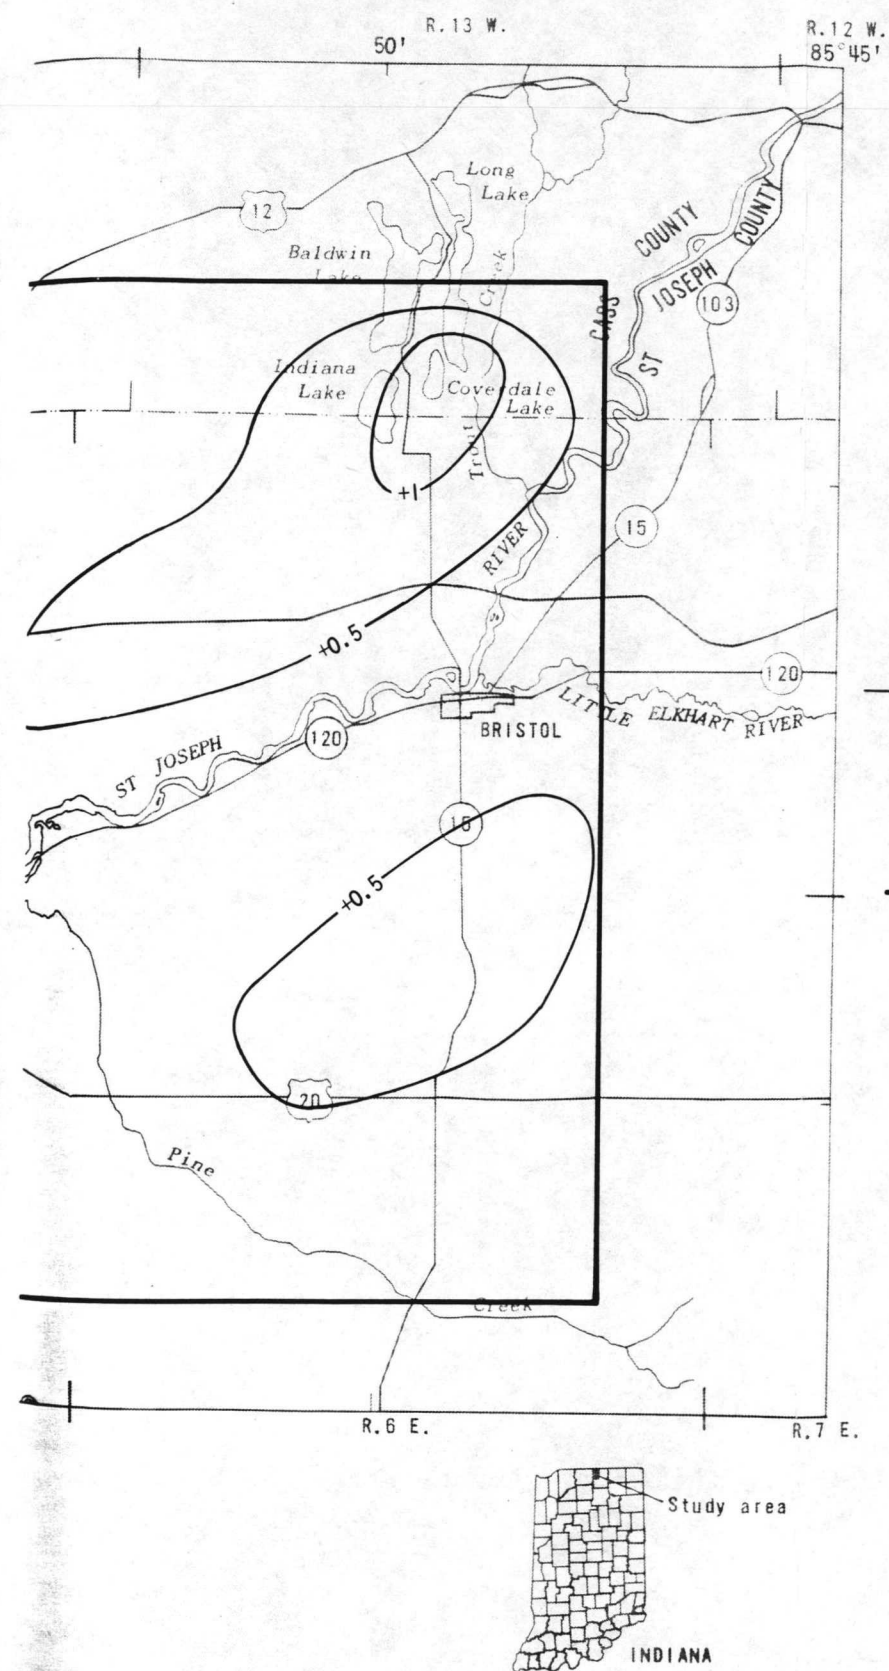 R.13 W.
R.12 W.
50'
85°45'
Long
Lake
12
COUNTY
COUNTY
Baldwin
Lake
Creek
JOSEPH
103
CASS
ST
Indiana
Lake
Coverdale
Lake
Trout
+1
15
RIVER
+0.5
120
LITTLE ELKHART RIVER
BRISTOL
120
ST JOSEPH
15
+0.5
20
Pine
Creek
R.6 E.
R.7 E.
Study area
INDIANA